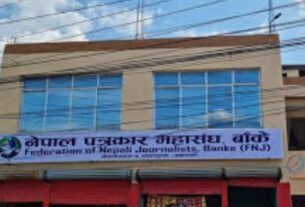 नेपाल पत्रकार महासंघ, बाँके
Federation of Nepali Journalists, Banke (FNJ)